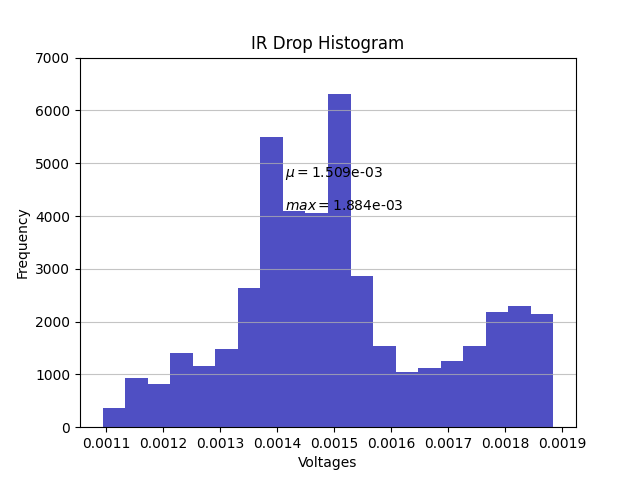 IR Drop Histogram
7000
6000
5000
4000
3000
2000
1000
0
Frequency
μ = 1.509e-03
max = 1.884e-03
0.0011 0.0012 0.0013 0.0014 0.0015 0.0016 0.0017 0.0018 0.0019
Voltages